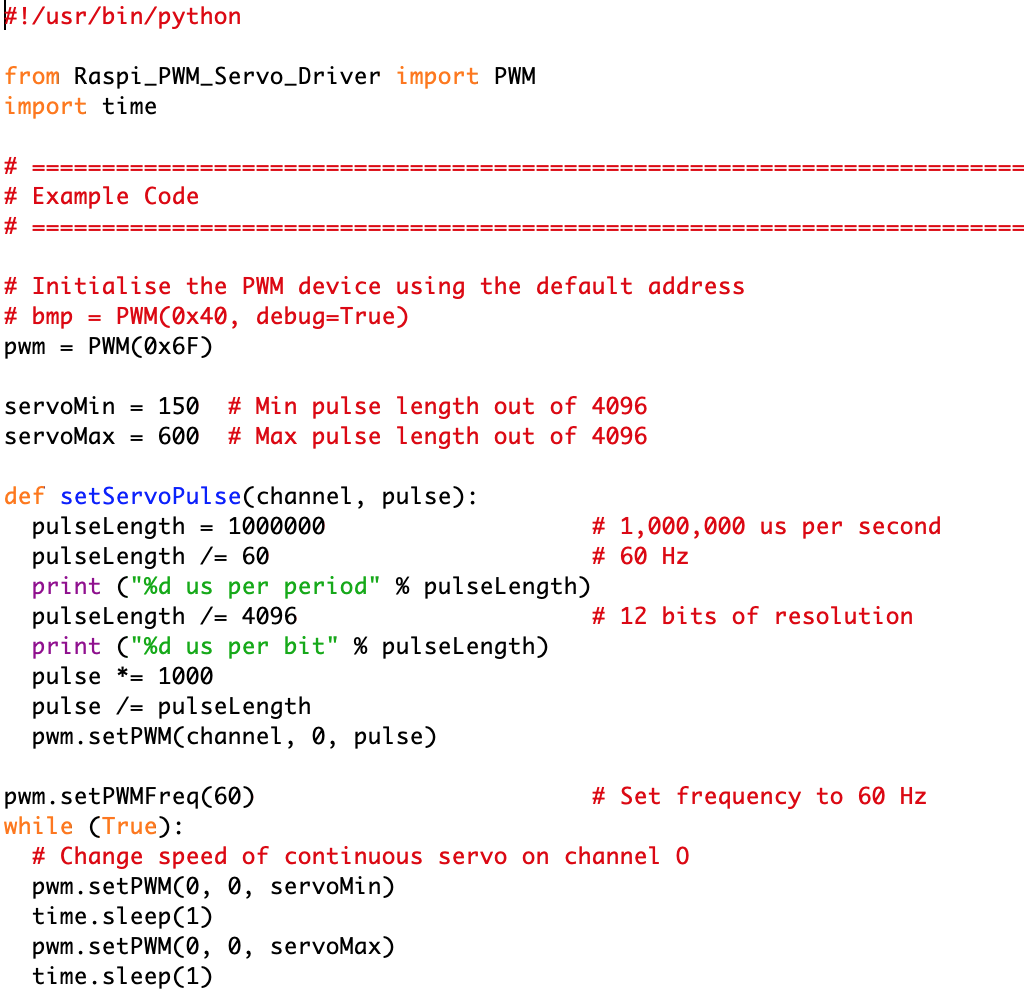 #!/usr/bin/python

from Raspi_PWM_Servo_Driver import PWM
import time

# =======================================================================
# Example Code
# =======================================================================

# Initialise the PWM device using the default address
# bmp = PWM(0x40, debug=True)
pwm = PWM(0x6F)

servoMin = 150  # Min pulse length out of 4096
servoMax = 600  # Max pulse length out of 4096

def setServoPulse(channel, pulse):
  pulseLength = 1000000                   # 1,000,000 us per second
  pulseLength /= 60                       # 60 Hz
  print ("%d us per period" % pulseLength)
  pulseLength /= 4096                     # 12 bits of resolution
  print ("%d us per bit" % pulseLength)
  pulse *= 1000
  pulse /= pulseLength
  pwm.setPWM(channel, 0, pulse)

pwm.setPWMFreq(60)                        # Set frequency to 60 Hz
while (True):
  # Change speed of continuous servo on channel O
  pwm.setPWM(0, 0, servoMin)
  time.sleep(1)
  pwm.setPWM(0, 0, servoMax)
  time.sleep(1)